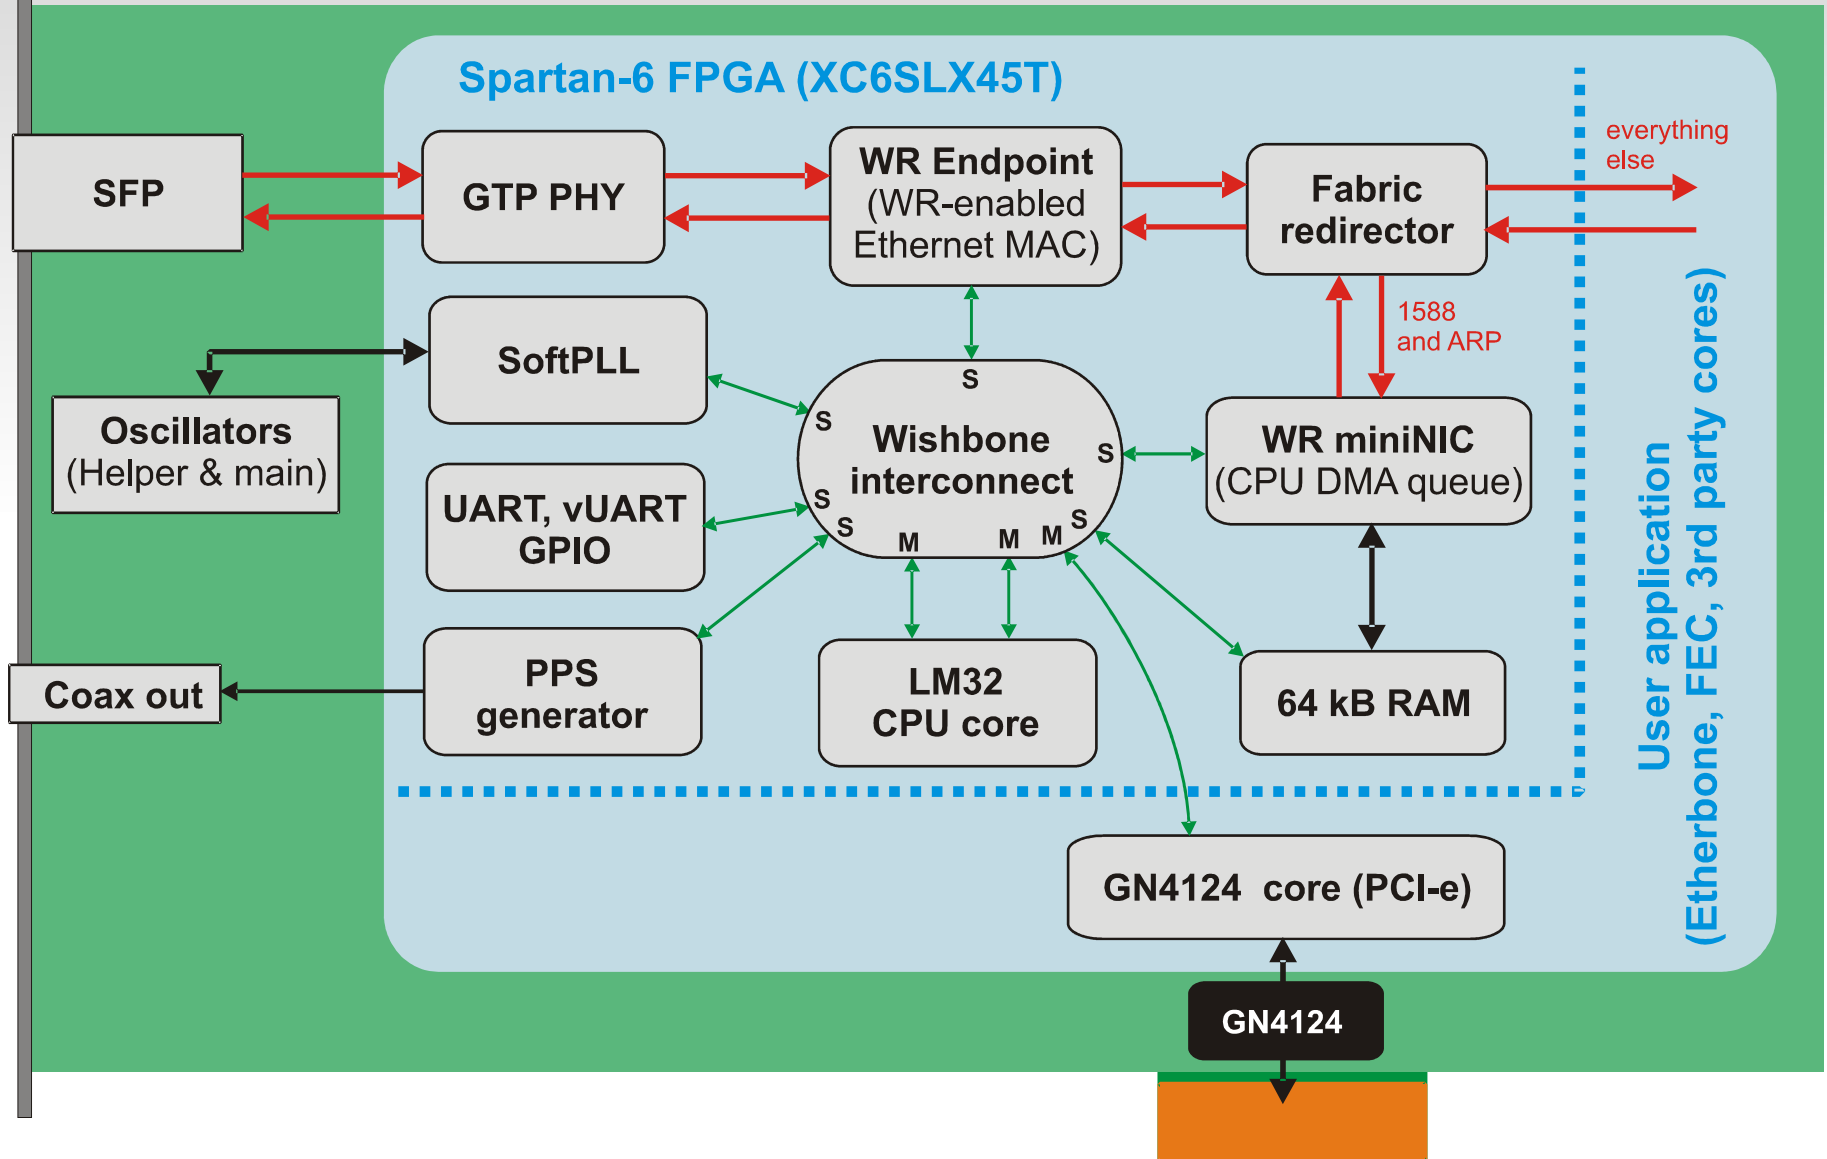 Spartan-6 FPGA (XC6SLX45T)
SFP
GTP PHY
WR Endpoint
(WR-enabled
Ethernet MAC)
Fabric
redirector
everything
else
1588
and ARP
SoftPLL
Oscillators
(Helper & main)
UART, vUART
GPIO
S
S
S
S
S
S
M
M
M
Wishbone
interconnect
WR miniNIC
(CPU DMA queue)
Coax out
PPS
generator
LM32
CPU core
64 kB RAM
GN4124 core (PCI-e)
GN4124
User application
(Etherbone, FEC, 3rd party cores)